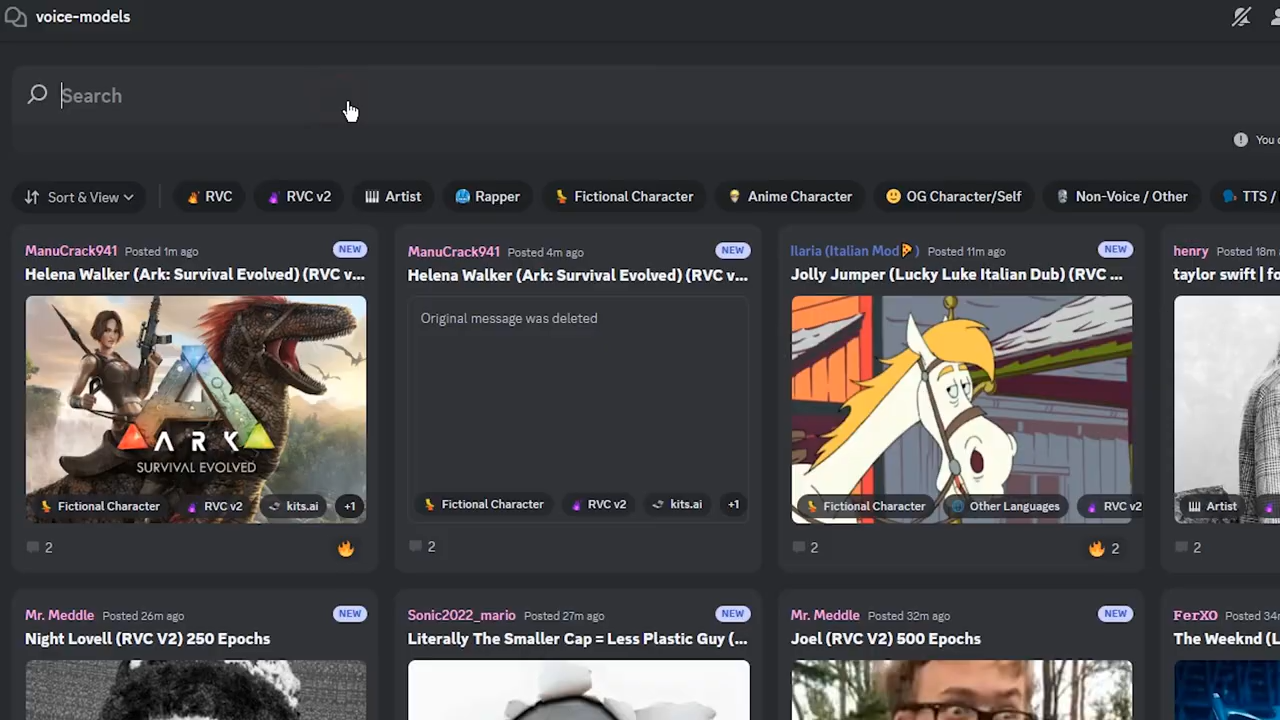 voice-models
Search
You c
Sort & View
RVC
RVC v2
Artist
Rapper
Fictional Character
Anime Character
OG Character/Self
Non-Voice / Other
TTS /
ManuCrack941 Posted 1m ago NEW
Helena Walker (Ark: Survival Evolved) (RVC v...
ARK
SURVIVAL EVOLVED
Fictional Character RVC v2 kits.ai +1
2
ManuCrack941 Posted 4m ago NEW
Helena Walker (Ark: Survival Evolved) (RVC v...
Original message was deleted
Fictional Character RVC v2 kits.ai +1
2
Ilaria (Italian Mod ) Posted 11m ago NEW
Jolly Jumper (Lucky Luke Italian Dub) (RVC ...
Fictional Character Other Languages RVC v2
2 2
henry Posted 18m
taylor swift | fo
Artist
2
Mr. Meddle Posted 26m ago NEW
Night Lovell (RVC V2) 250 Epochs
Sonic2022_mario Posted 27m ago NEW
Literally The Smaller Cap = Less Plastic Guy (...
Mr. Meddle Posted 32m ago NEW
Joel (RVC V2) 500 Epochs
FerXO Posted 34m
The Weeknd (L